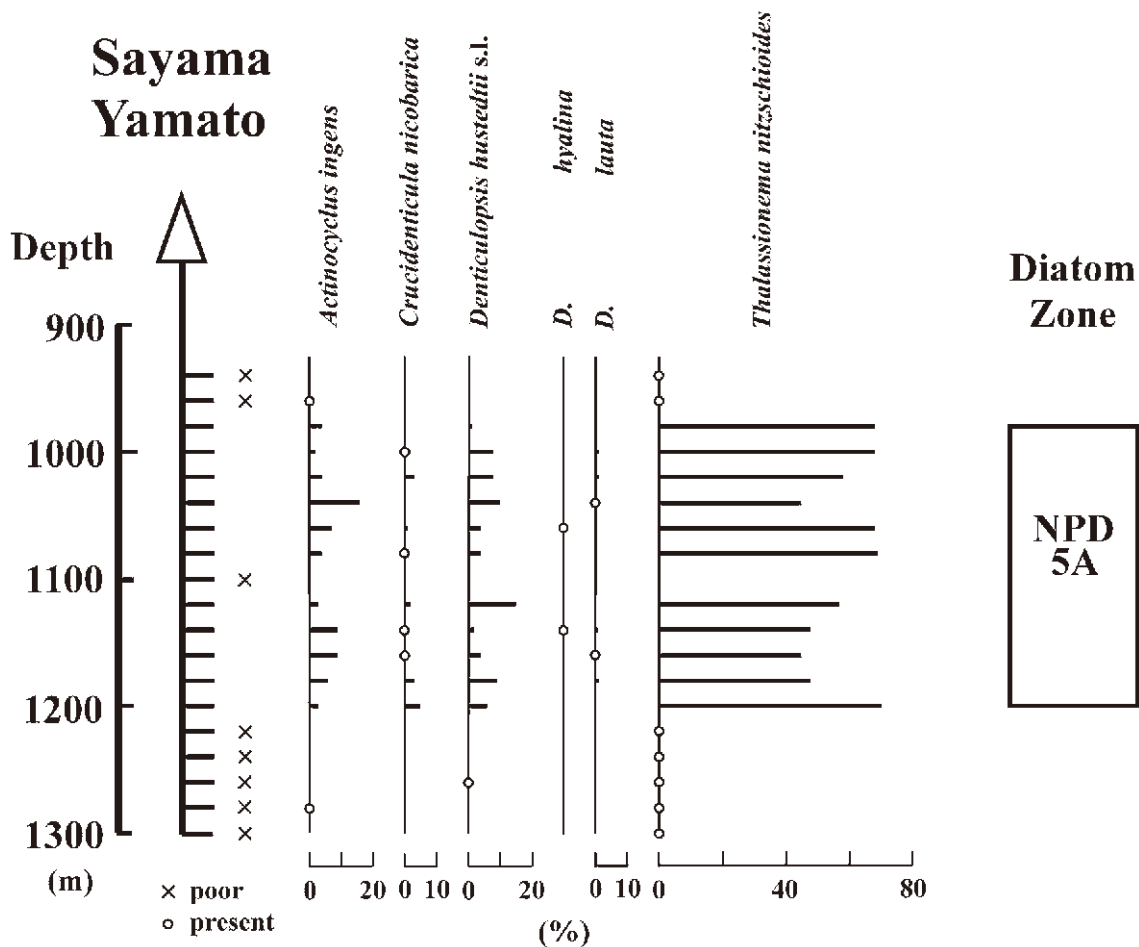 Sayama
Yamato
Depth
900
1000
1100
1200
1300
(m)
× poor
○ present
Actinocyclus ingens
Crucidenticula nicobarica
Denticulopsis hustedtii s.l.
D. hyalina
D. lauta
Thalassionema nitzschioides
Diatom
Zone
NPD
5A
0 20 0 10 0 20 0 10 0 40 80
(%)